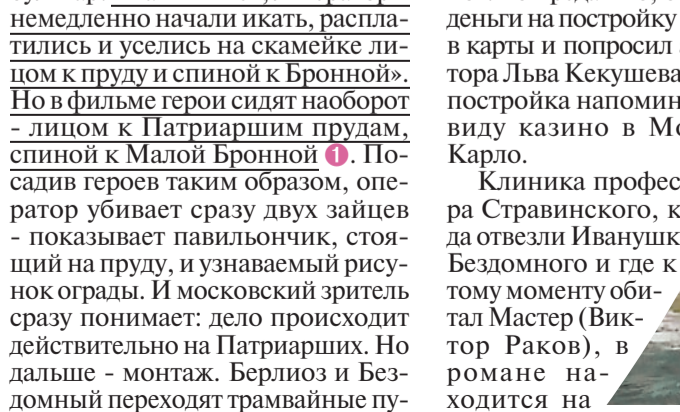 немедленно начали икать, распла-
тились и уселись на скамейке ли-
цом к пруду и спиной к Бронной».
Но в фильме герои сидят наоборот
- лицом к Патриаршим прудам,
спиной к Малой Бронной 1. По-
садив героев таким образом, опе-
ратор убивает сразу двух зайцев
- показывает павильончик, стоя-
щий на пруду, и узнаваемый рису-
нок ограды. И московский зритель
сразу понимает: дело происходит
действительно на Патриарших. Но
дальше - монтаж. Берлиоз и Без-
домный переходят трамвайные пу-
деньги на постройку
в карты и попросил
тора Льва Кекушева
постройка напомин
виду казино в Мо
Карло.
Клиника профес
ра Стравинского, к
да отвезли Иванушк
Бездомного и где к
тому моменту оби-
тал Мастер (Вик-
тор Раков), в
романе на-
ходится на